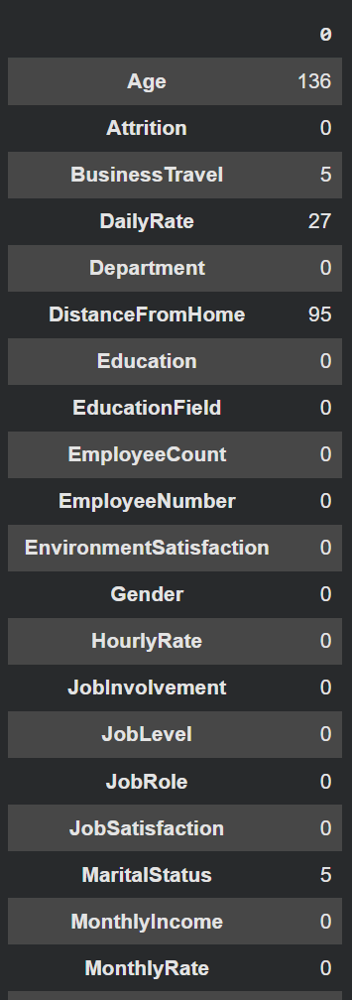 0
Age 136
Attrition 0
BusinessTravel 5
DailyRate 27
Department 0
DistanceFromHome 95
Education 0
EducationField 0
EmployeeCount 0
EmployeeNumber 0
EnvironmentSatisfaction 0
Gender 0
HourlyRate 0
JobInvolvement 0
JobLevel 0
JobRole 0
JobSatisfaction 0
MaritalStatus 5
MonthlyIncome 0
MonthlyRate 0